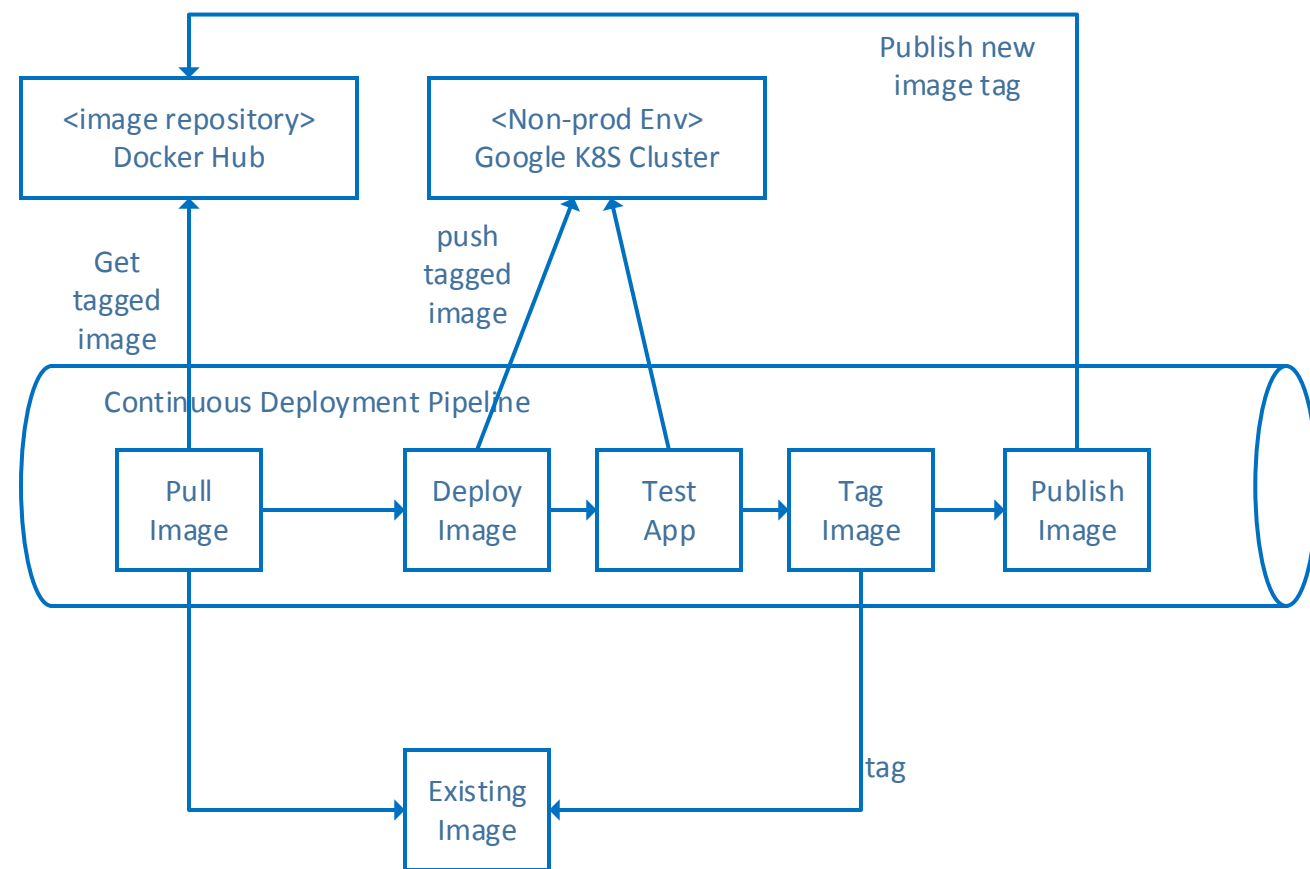 Publish new
image tag
<image repository>
Docker Hub
<Non-prod Env>
Google K8S Cluster
Get
tagged
image
push
tagged
image
Continuous Deployment Pipeline
Pull
Image
Deploy
Image
Test
App
Tag
Image
Publish
Image
tag
Existing
Image